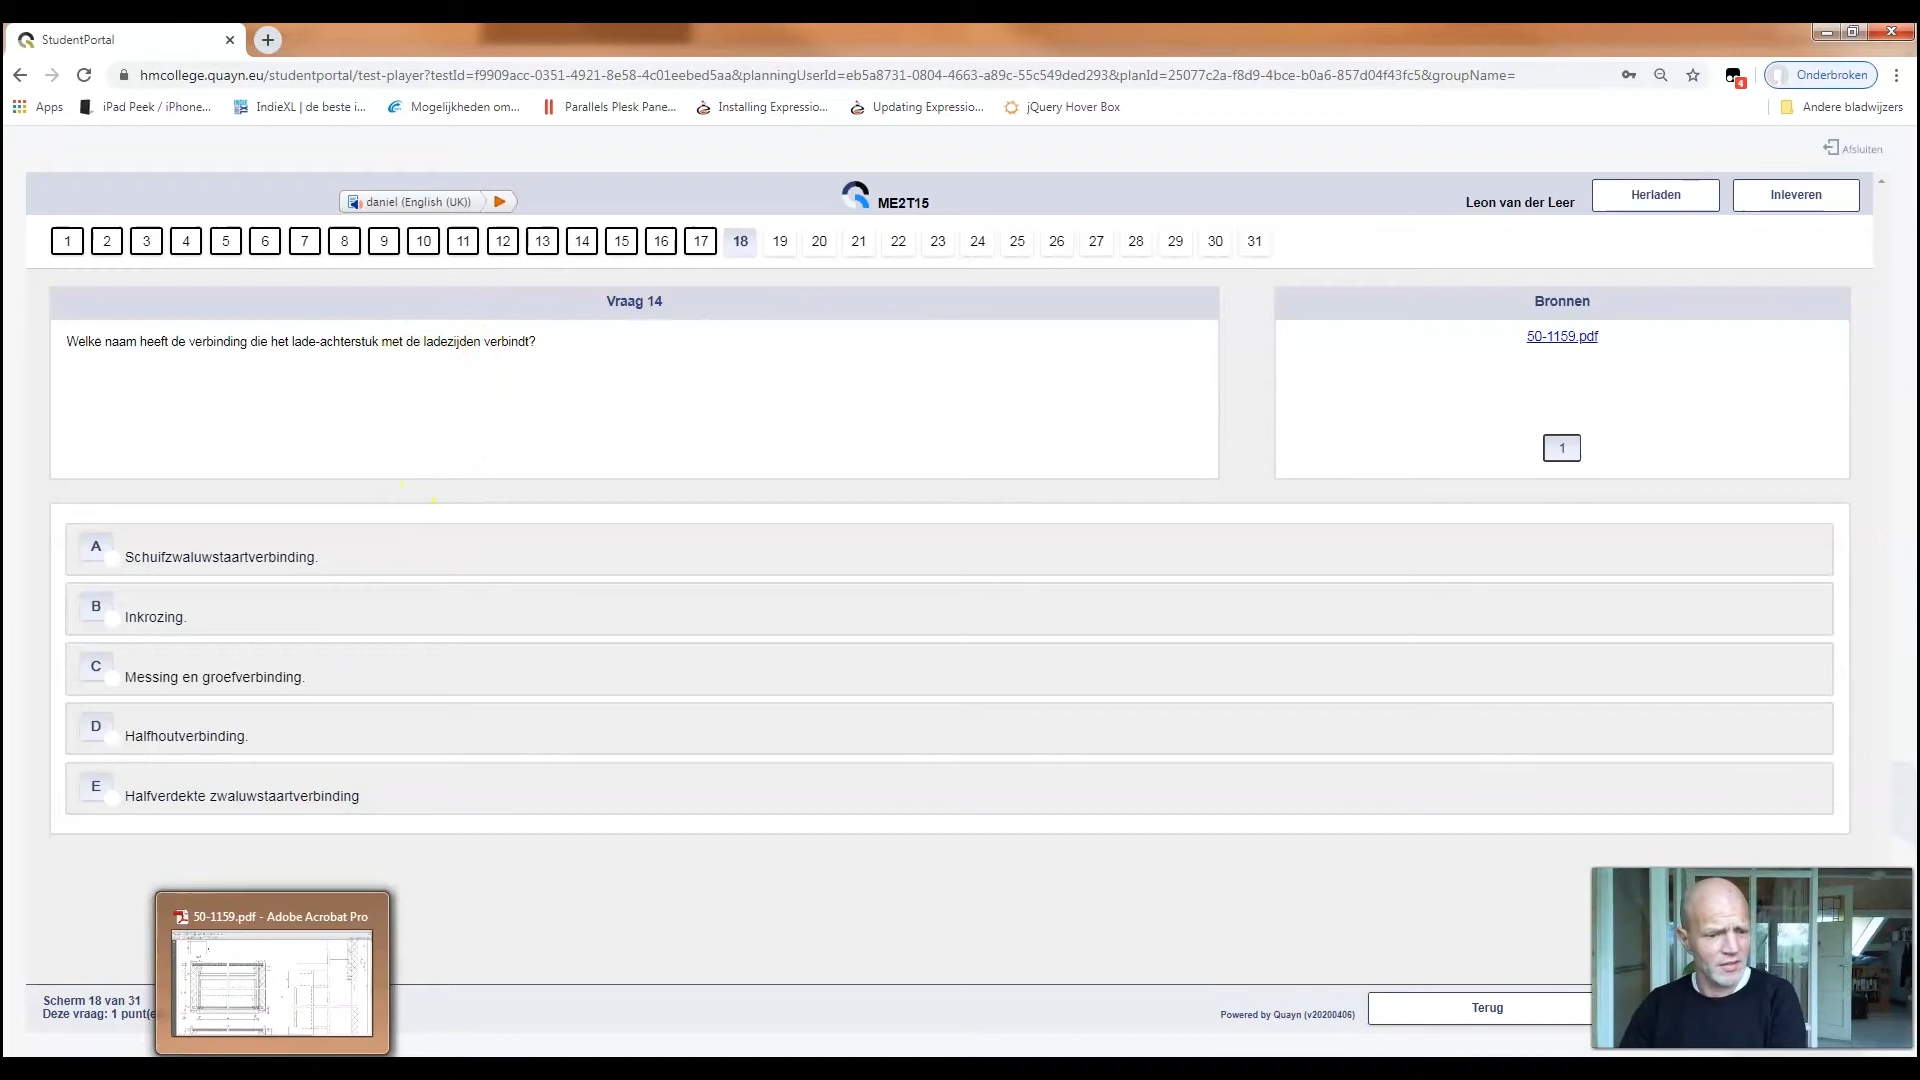 StudentPortal
hmcollege.quayn.eu/studentportal/test-player?testId=f9909acc-0351-4921-8e58-4c01eebed5aa&planningUserId=eb5a8731-0804-4663-a89c-55c549ded293&planId=25077c2a-f8d9-4bce-b0a6-857d04f43fc5&groupName=
4
Onderbroken
Apps
iPad Peek / iPhone...
IndieXL | de beste i...
Mogelijkheden om...
Parallels Plesk Pane...
Installing Expressio...
Updating Expressio...
jQuery Hover Box
Andere bladwijzers
Afsluiten
daniel (English (UK))
ME2T15
Leon van der Leer
Herladen
Inleveren
1 2 3 4 5 6 7 8 9 10 11 12 13 14 15 16 17 18 19 20 21 22 23 24 25 26 27 28 29 30 31
Vraag 14
Welke naam heeft de verbinding die het lade-achterstuk met de ladezijden verbindt?
Bronnen
50-1159.pdf
1
A
Schuifzwaluwstaartverbinding.
B
Inkrozing.
C
Messing en groefverbinding.
D
Halfhoutverbinding.
E
Halfverdekte zwaluwstaartverbinding
50-1159.pdf - Adobe Acrobat Pro
Scherm 18 van 31
Deze vraag: 1 punt(e
Powered by Quayn (v20200406)
Terug